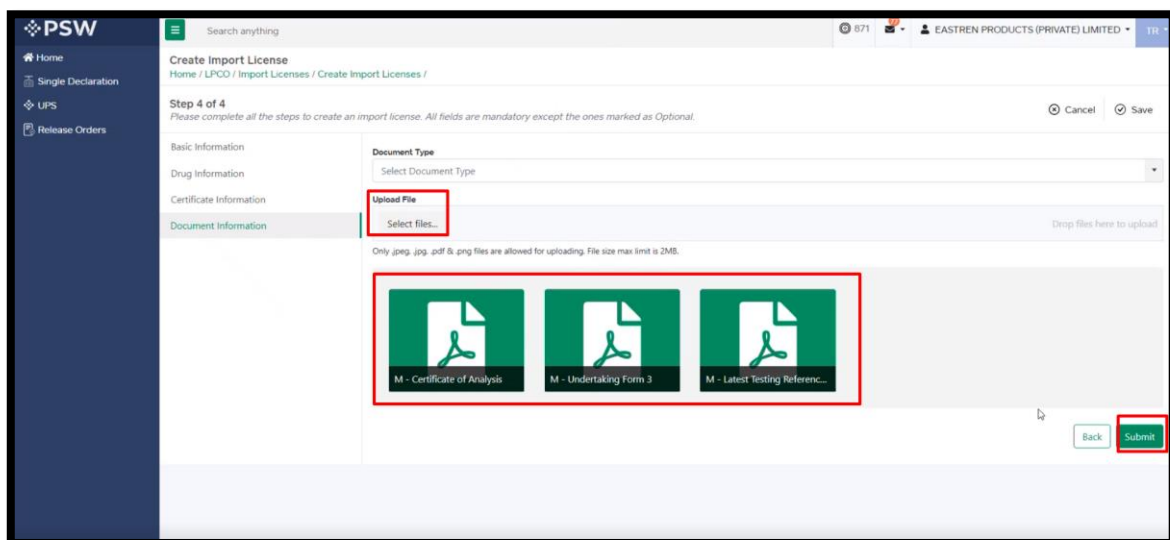 PSW
Search anything
871
EASTREN PRODUCTS (PRIVATE) LIMITED
TR
Home
Single Declaration
UPS
Release Orders
Create Import License
Home / LPCO / Import Licenses / Create Import Licenses /
Step 4 of 4
Please complete all the steps to create an import license. All fields are mandatory except the ones marked as Optional.
Cancel
Save
Basic Information
Drug Information
Certificate Information
Document Information
Document Type
Select Document Type
Upload File
Select files...
Drop files here to upload
Only .jpeg, .jpg, .pdf & .png files are allowed for uploading. File size max limit is 2MB.
M - Certificate of Analysis
M - Undertaking Form 3
M - Latest Testing Referenc...
Back
Submit